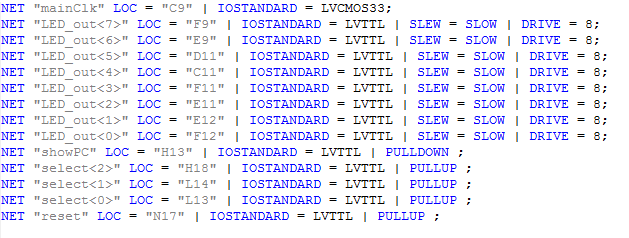 NET "mainClk" LOC = "C9" | IOSTANDARD = LVCMOS33;
NET "LED_out<7>" LOC = "F9" | IOSTANDARD = LVTTL | SLEW = SLOW | DRIVE = 8;
NET "LED_out<6>" LOC = "E9" | IOSTANDARD = LVTTL | SLEW = SLOW | DRIVE = 8;
NET "LED_out<5>" LOC = "D11" | IOSTANDARD = LVTTL | SLEW = SLOW | DRIVE = 8;
NET "LED_out<4>" LOC = "C11" | IOSTANDARD = LVTTL | SLEW = SLOW | DRIVE = 8;
NET "LED_out<3>" LOC = "F11" | IOSTANDARD = LVTTL | SLEW = SLOW | DRIVE = 8;
NET "LED_out<2>" LOC = "E11" | IOSTANDARD = LVTTL | SLEW = SLOW | DRIVE = 8;
NET "LED_out<1>" LOC = "E12" | IOSTANDARD = LVTTL | SLEW = SLOW | DRIVE = 8;
NET "LED_out<0>" LOC = "F12" | IOSTANDARD = LVTTL | SLEW = SLOW | DRIVE = 8;
NET "showPC" LOC = "H13" | IOSTANDARD = LVTTL | PULLDOWN ;
NET "select<2>" LOC = "H18" | IOSTANDARD = LVTTL | PULLUP ;
NET "select<1>" LOC = "L14" | IOSTANDARD = LVTTL | PULLUP ;
NET "select<0>" LOC = "L13" | IOSTANDARD = LVTTL | PULLUP ;
NET "reset" LOC = "N17" | IOSTANDARD = LVTTL | PULLUP ;